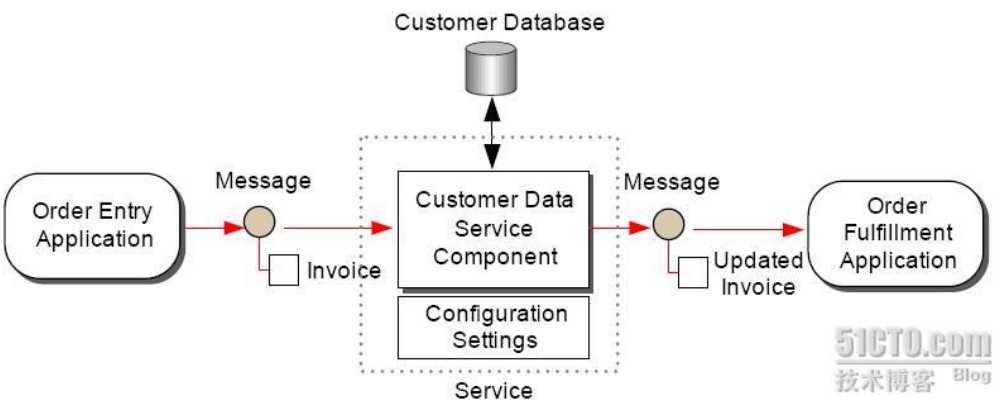 Customer Database
Message
Message
Order Entry
Application
Customer Data
Service
Component
Order
Fulfillment
Application
Invoice
Updated
Invoice
Configuration
Settings
Service
51CTO.com
技术博客 Blog